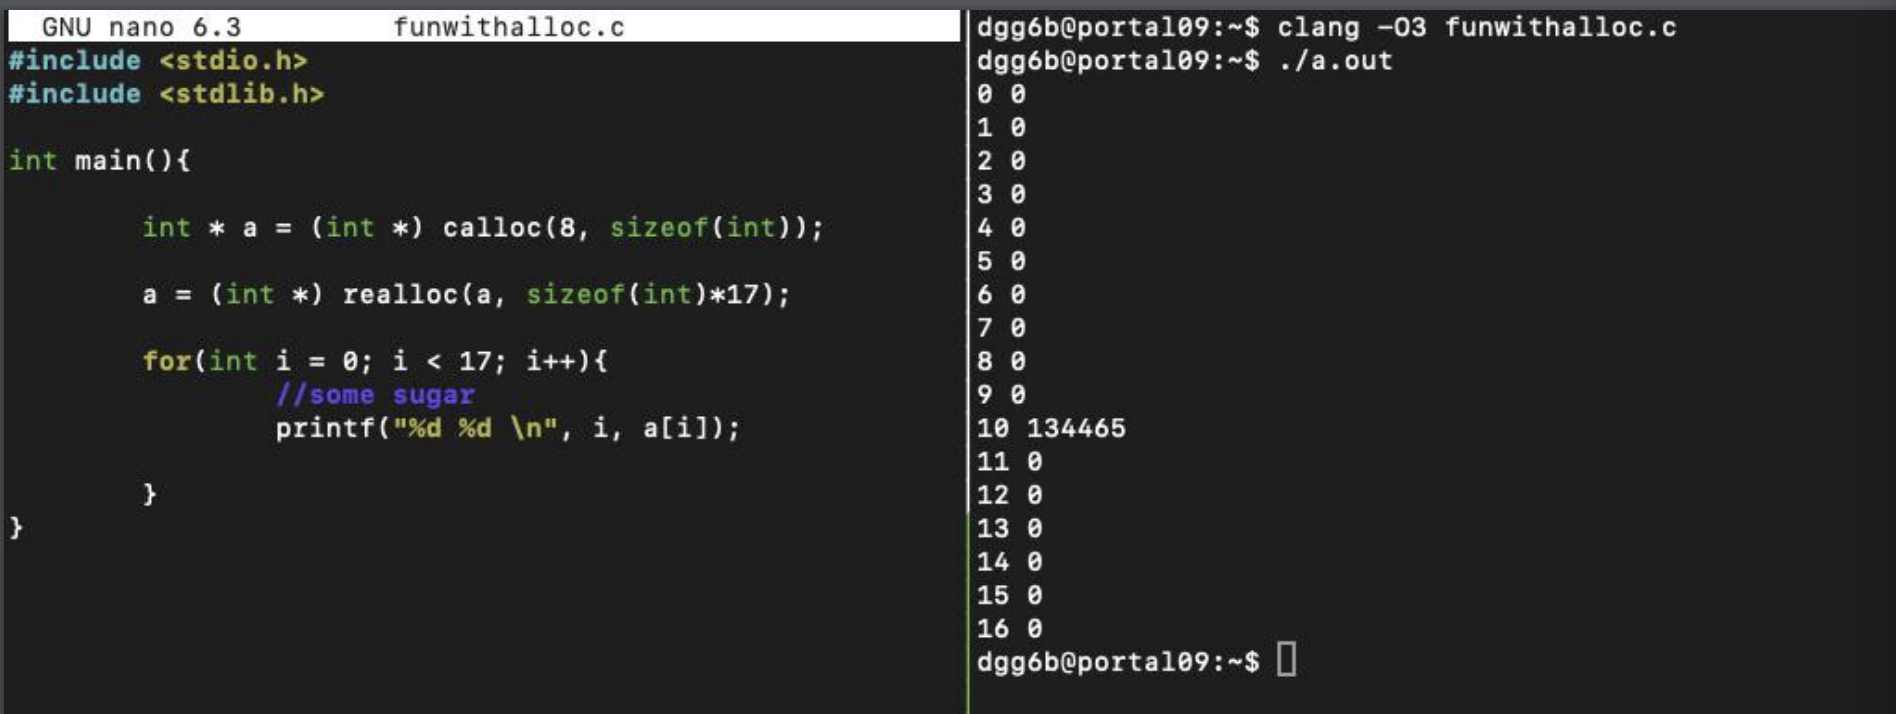 GNU nano 6.3 funwithalloc.c
#include <stdio.h>
#include <stdlib.h>
int main(){
int * a = (int *) calloc(8, sizeof(int));
a = (int *) realloc(a, sizeof(int)*17);
for(int i = 0; i < 17; i++){
//some sugar
printf("%d %d \n", i, a[i]);
}
}
dgg6b@portal09:~$ clang -O3 funwithalloc.c
dgg6b@portal09:~$ ./a.out
0 0
1 0
2 0
3 0
4 0
5 0
6 0
7 0
8 0
9 0
10 134465
11 0
12 0
13 0
14 0
15 0
16 0
dgg6b@portal09:~$